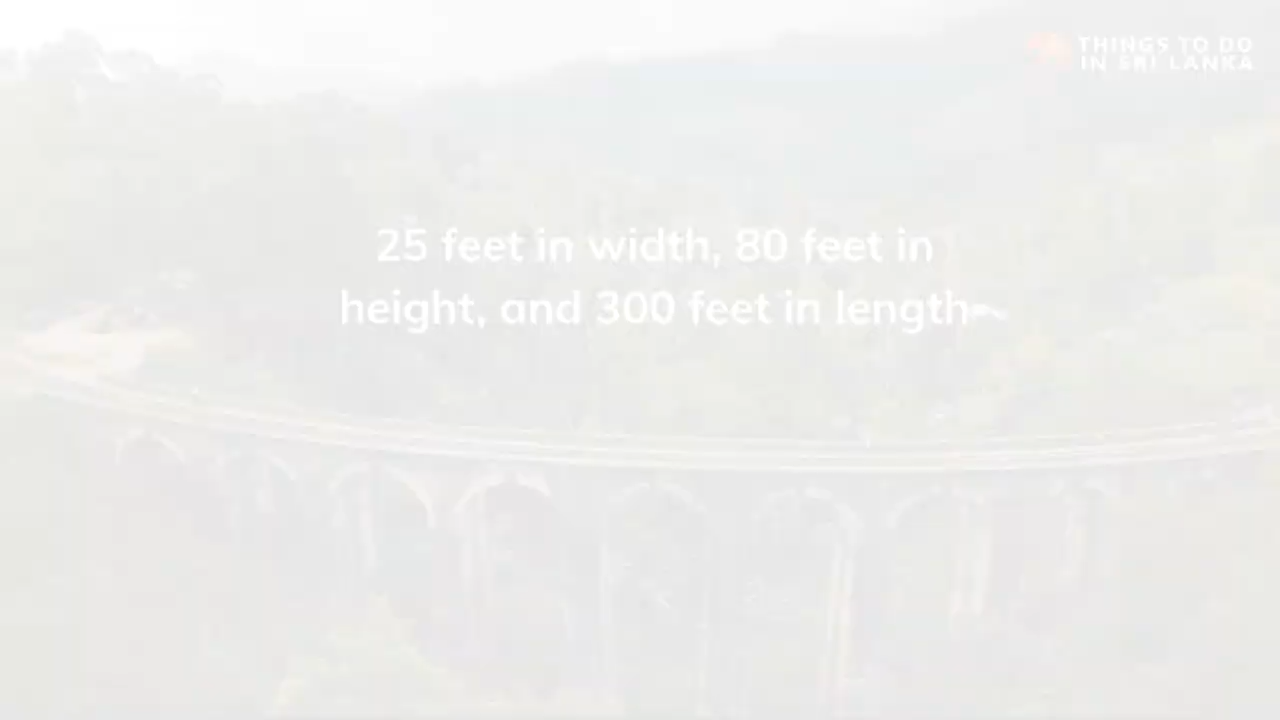 THINGS TO DO
IN SRI LANKA
25 feet in width, 80 feet in
height, and 300 feet in length